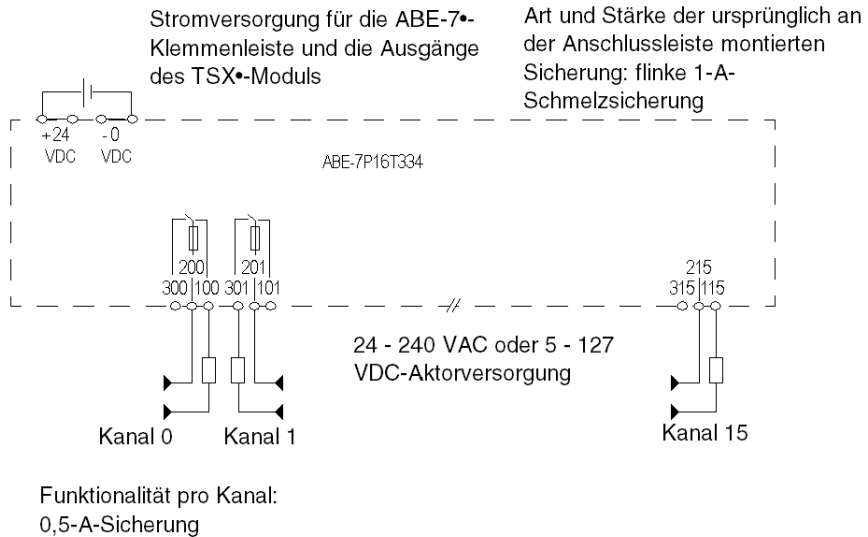 Stromversorgung für die ABE-7•-
Klemmenleiste und die Ausgänge
des TSX•-Moduls
Art und Stärke der ursprünglich an
der Anschlussleiste montierten
Sicherung: flinke 1-A-
Schmelzsicherung
+24 -0
VDC VDC
ABE-7P16T334
200 201 215
300 100 301 101 315 115
24 - 240 VAC oder 5 - 127
VDC-Aktorversorgung
Kanal 0 Kanal 1 Kanal 15
Funktionalität pro Kanal:
0,5-A-Sicherung